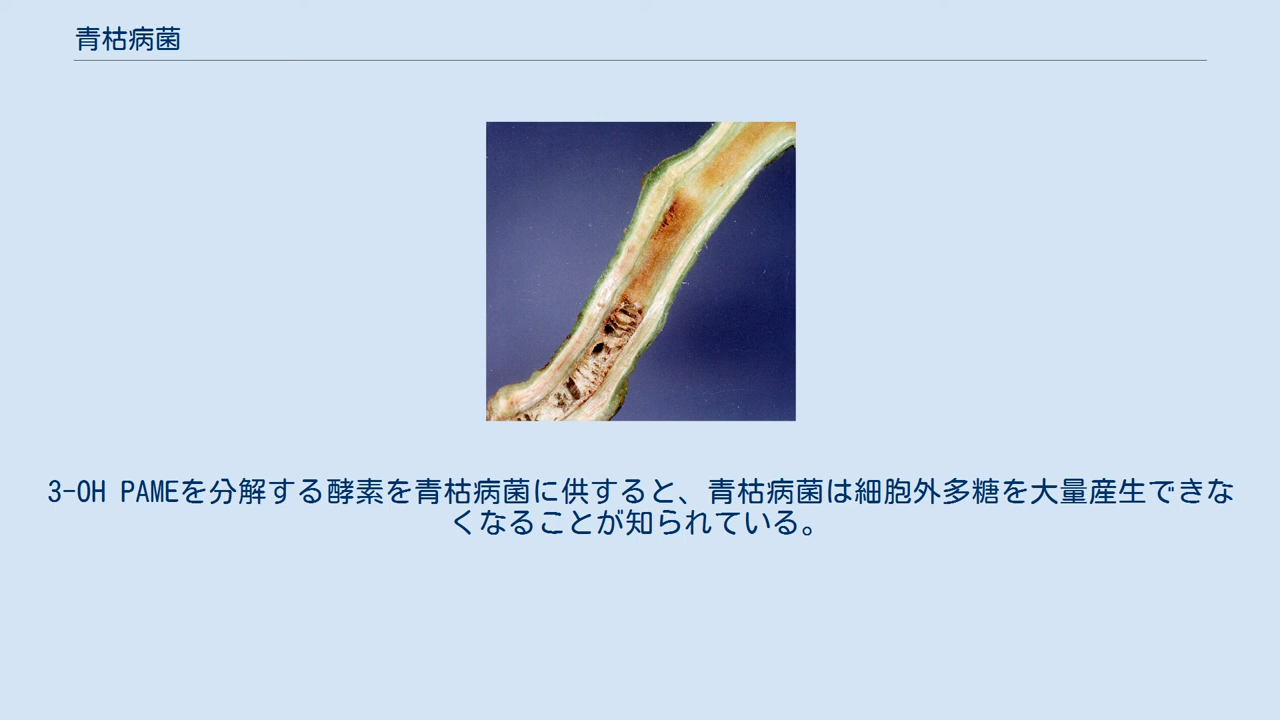 青枯病菌
3-OH PAMEを分解する酵素を青枯病菌に供すると、青枯病菌は細胞外多糖を大量産生できな
くなることが知られている。